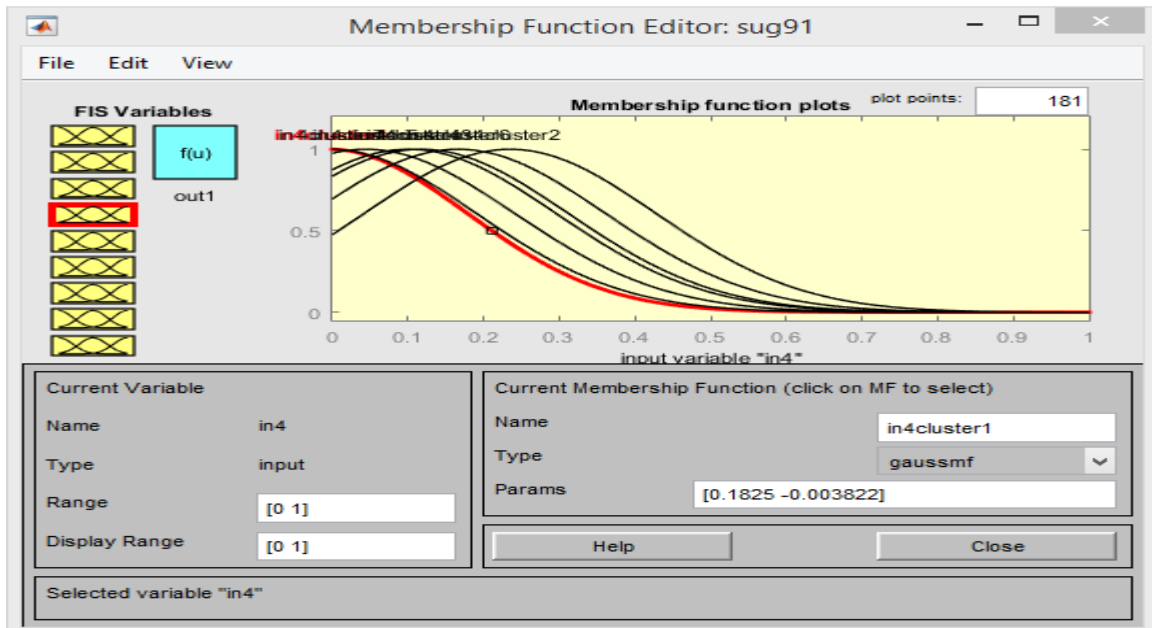 Membership Function Editor: sug91
File Edit View
FIS Variables
f(u)
out1
Membership function plots
plot points:
181
cluster2
1
0.5
0
0 0.1 0.2 0.3 0.4 0.5 0.6 0.7 0.8 0.9 1
input variable "in4"
Current Variable
Name in4
Type input
Range [0 1]
Display Range [0 1]
Current Membership Function (click on MF to select)
Name in4cluster1
Type gaussmf
Params [0.1825 -0.003822]
Help Close
Selected variable "in4"